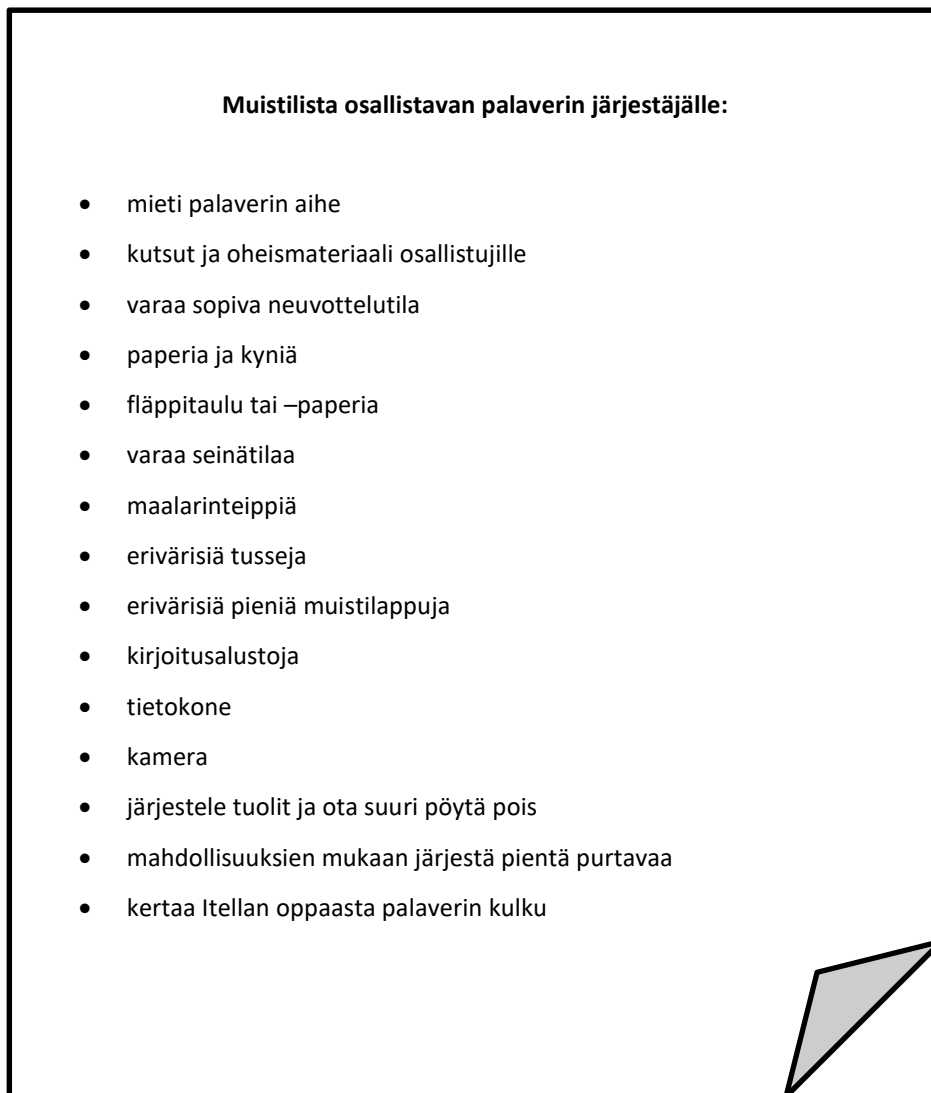 Muistilista osallistavan palaverin järjestäjälle:
• mieti palaverin aihe
• kutsut ja oheismateriaali osallistujille
• varaa sopiva neuvottelutila
• paperia ja kyniä
• fläppitaulu tai –paperia
• varaa seinätilaa
• maalarinteippiä
• erivärisiä tusseja
• erivärisiä pieniä muistilappuja
• kirjoitusalustoja
• tietokone
• kamera
• järjestele tuolit ja ota suuri pöytä pois
• mahdollisuuksien mukaan järjestä pientä purtavaa
• kertaa Itellan oppaasta palaverin kulku